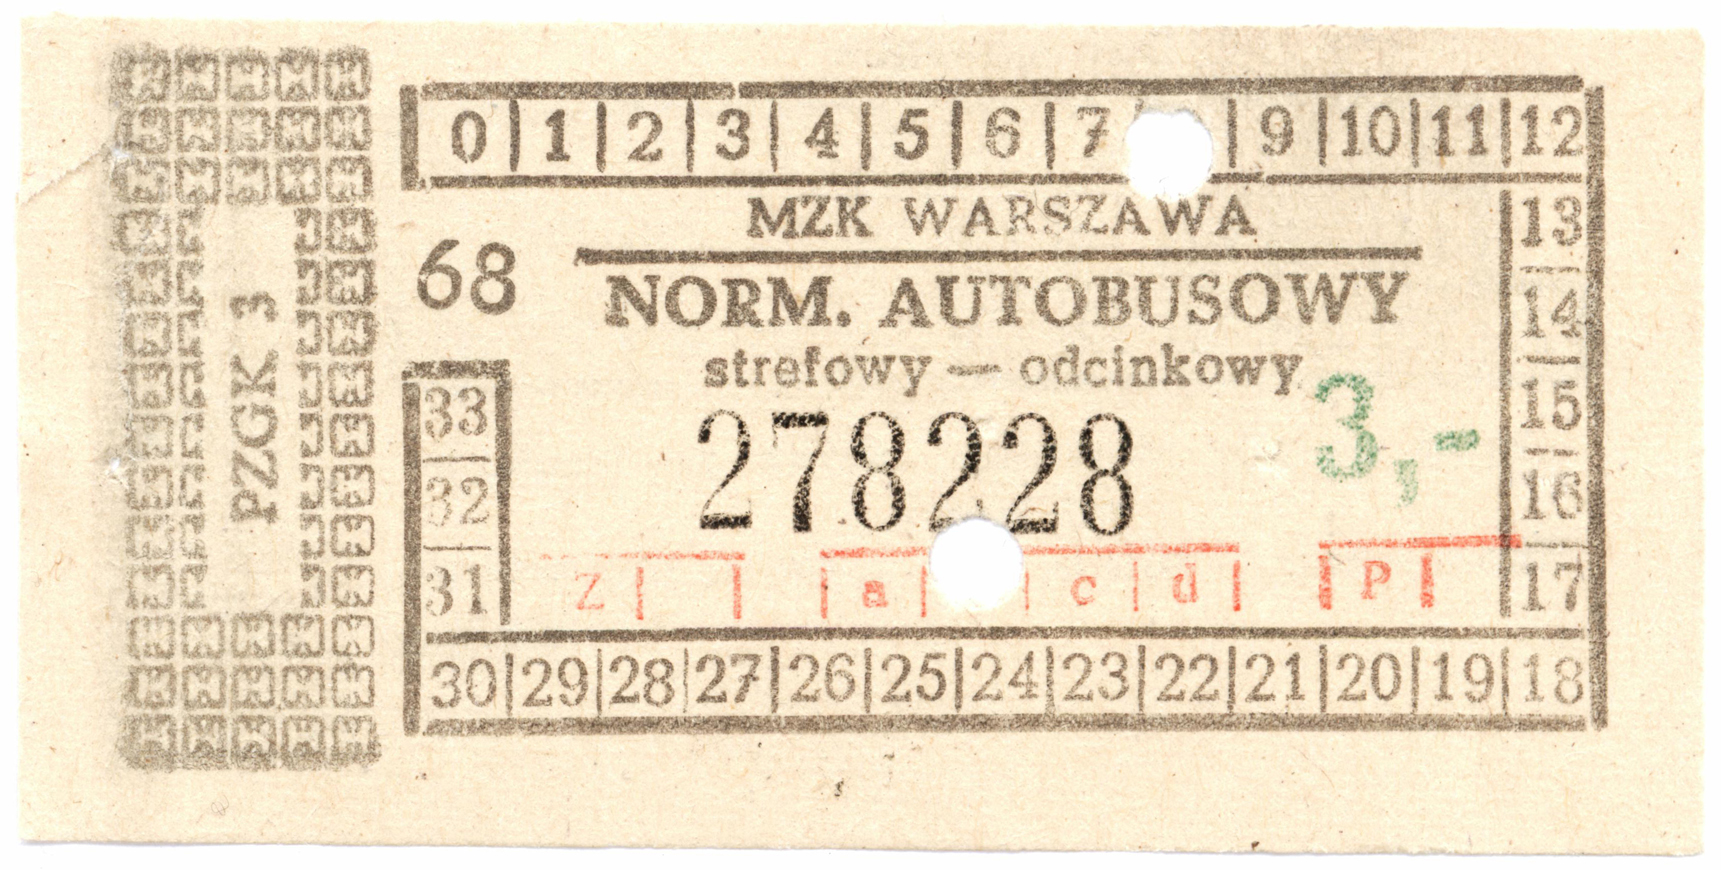 0 1 2 3 4 5 6 7 9 10 11 12
MZK WARSZAWA
13
68
NORM. AUTOBUSOWY
14
strefowy — odcinkowy
PZGK 3
33
278228
3,-
15
32
16
31
z a c d P
17
30 29 28 27 26 25 24 23 22 21 20 19 18